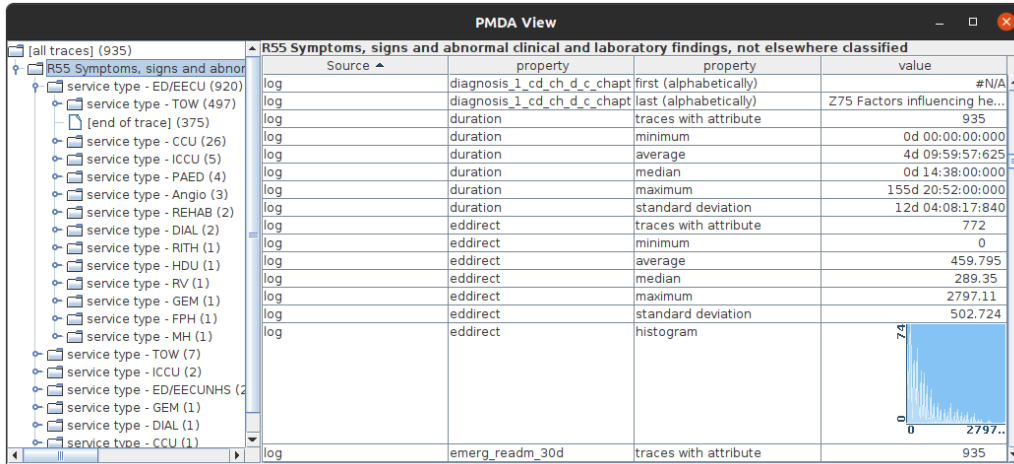 PMDA View
[all traces] (935)
R55 Symptoms, signs and abnor
service type - ED/EECU (920)
service type - TOW (497)
[end of trace] (375)
service type - CCU (26)
service type - ICCU (5)
service type - PAED (4)
service type - Angio (3)
service type - REHAB (2)
service type - DIAL (2)
service type - RITH (1)
service type - HDU (1)
service type - RV (1)
service type - GEM (1)
service type - FPH (1)
service type - MH (1)
service type - TOW (7)
service type - ICCU (2)
service type - ED/EECUNHS (2
service type - GEM (1)
service type - DIAL (1)
service type - CCU (1)
R55 Symptoms, signs and abnormal clinical and laboratory findings, not elsewhere classified
Source property property value
log diagnosis_1_cd_ch_d_c_chapt first (alphabetically) #N/A
log diagnosis_1_cd_ch_d_c_chapt last (alphabetically) Z75 Factors influencing he...
log duration traces with attribute 935
log duration minimum 0d 00:00:00:000
log duration average 4d 09:59:57:625
log duration median 0d 14:38:00:000
log duration maximum 155d 20:52:00:000
log duration standard deviation 12d 04:08:17:840
log eddirect traces with attribute 772
log eddirect minimum 0
log eddirect average 459.795
log eddirect median 289.35
log eddirect maximum 2797.11
log eddirect standard deviation 502.724
log eddirect histogram
74
0
0 2797..
log emerg_readm_30d traces with attribute 935